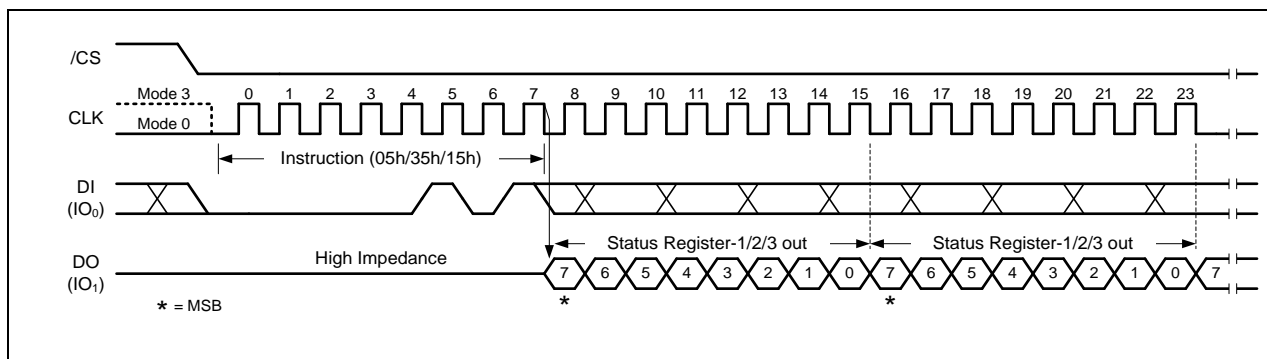 /CS
Mode 3
0 1 2 3 4 5 6 7 8 9 10 11 12 13 14 15 16 17 18 19 20 21 22 23
CLK
Mode 0
Instruction (05h/35h/15h)
DI
(IO₀)
Status Register-1/2/3 out Status Register-1/2/3 out
High Impedance
DO
(IO₁)
7 6 5 4 3 2 1 0 7 6 5 4 3 2 1 0 7
* *
* = MSB